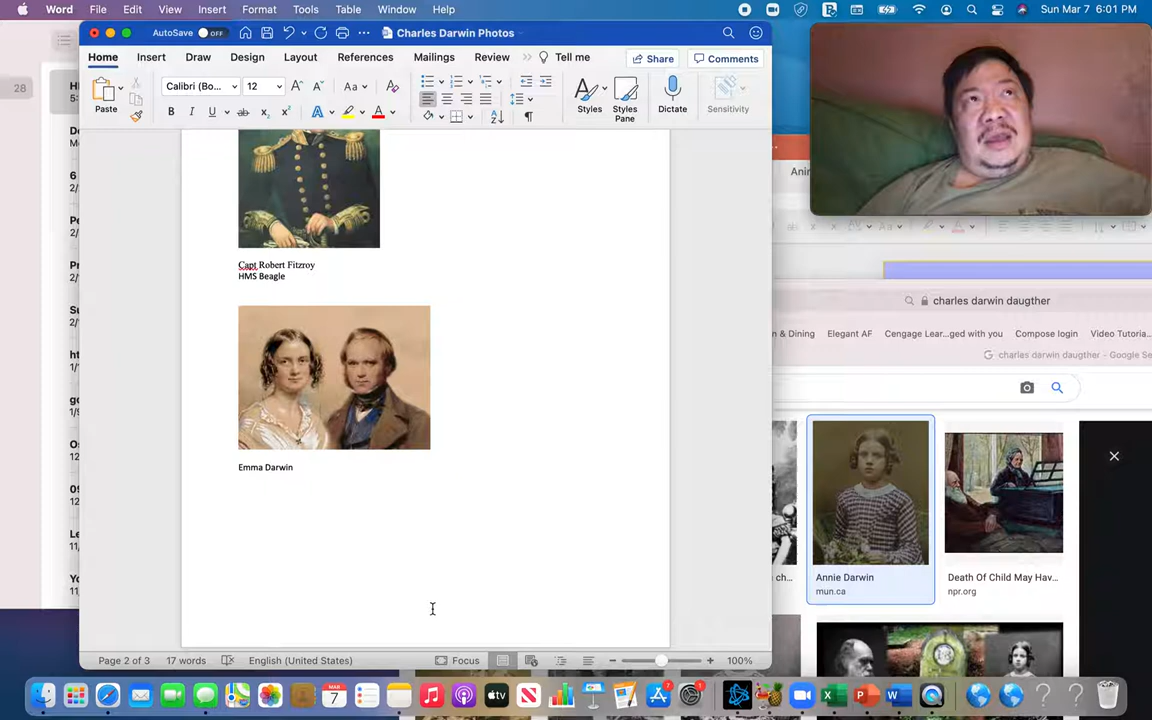 Word File Edit View Insert Format Tools Table Window Help Sun Mar 7 6:01 PM
AutoSave OFF Charles Darwin Photos
Home Insert Draw Design Layout References Mailings Review Tell me Share Comments
Calibri (Bo... 12
Paste Styles Styles Pane Dictate Sensitivity
28
Capt Robert Fitzroy
HMS Beagle
Emma Darwin
charles darwin daugther
n & Dining Elegant AF Cengage Lear...ged with you Compose login Video Tutoria...
charles darwin daugther - Google Se
Annie Darwin
mun.ca
Death Of Child May Hav...
npr.org
Page 2 of 3 17 words English (United States) Focus 100%